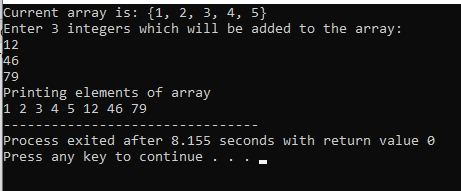 Current array is: {1, 2, 3, 4, 5}
Enter 3 integers which will be added to the array:
12
46
79
Printing elements of array
1 2 3 4 5 12 46 79
--------------------------------
Process exited after 8.155 seconds with return value 0
Press any key to continue . . .